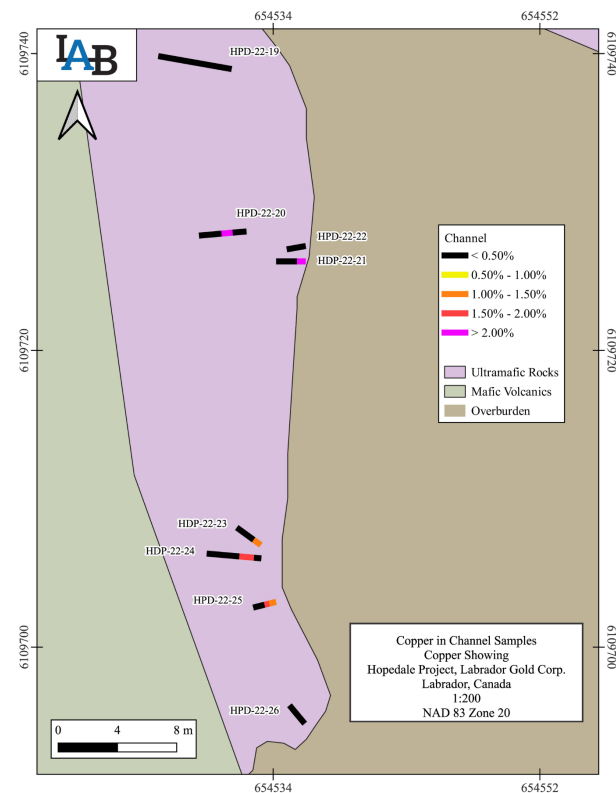 654534
654552
6109740
6109740
LAB
HPD-22-19
HPD-22-20
HPD-22-22
HDP-22-21
Channel
< 0.50%
0.50% - 1.00%
1.00% - 1.50%
1.50% - 2.00%
> 2.00%
Ultramafic Rocks
Mafic Volcanics
Overburden
6109720
6109720
HDP-22-23
HDP-22-24
HPD-22-25
6109700
6109700
Copper in Channel Samples
Copper Showing
Hopedale Project, Labrador Gold Corp.
Labrador, Canada
1:200
NAD 83 Zone 20
HPD-22-26
0 4 8 m
654534
654552